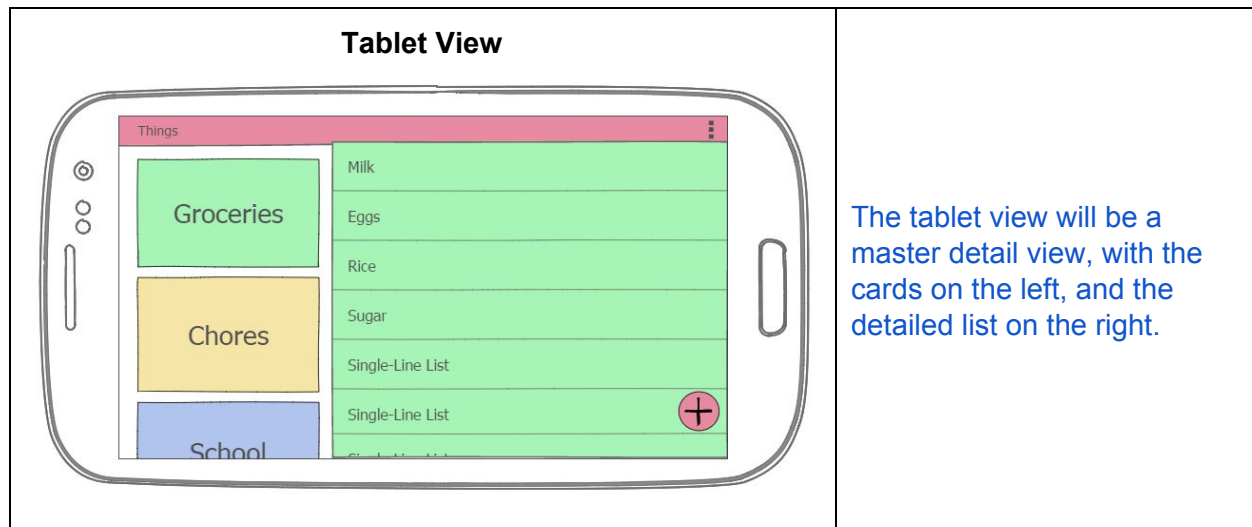 Tablet View
Things
Groceries
Chores
School
Milk
Eggs
Rice
Sugar
Single-Line List
Single-Line List
The tablet view will be a
master detail view, with the
cards on the left, and the
detailed list on the right.